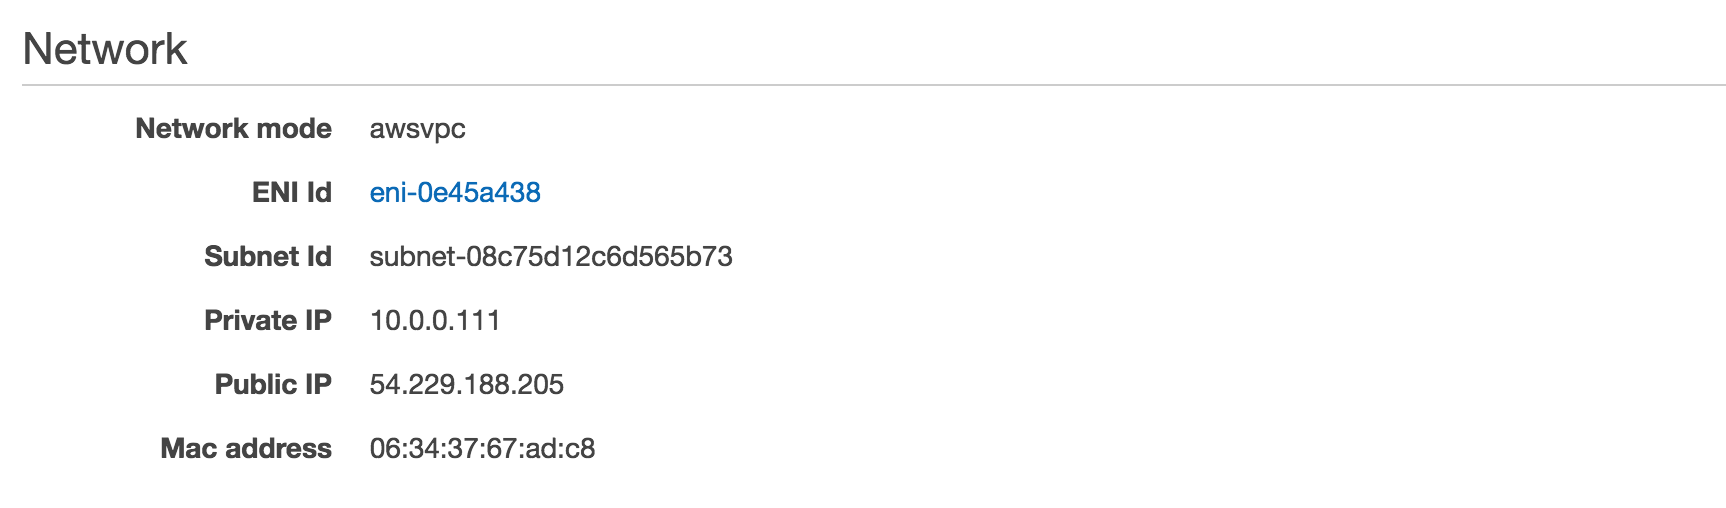 Network
Network mode awsvpc
ENI Id eni-0e45a438
Subnet Id subnet-08c75d12c6d565b73
Private IP 10.0.0.111
Public IP 54.229.188.205
Mac address 06:34:37:67:ad:c8